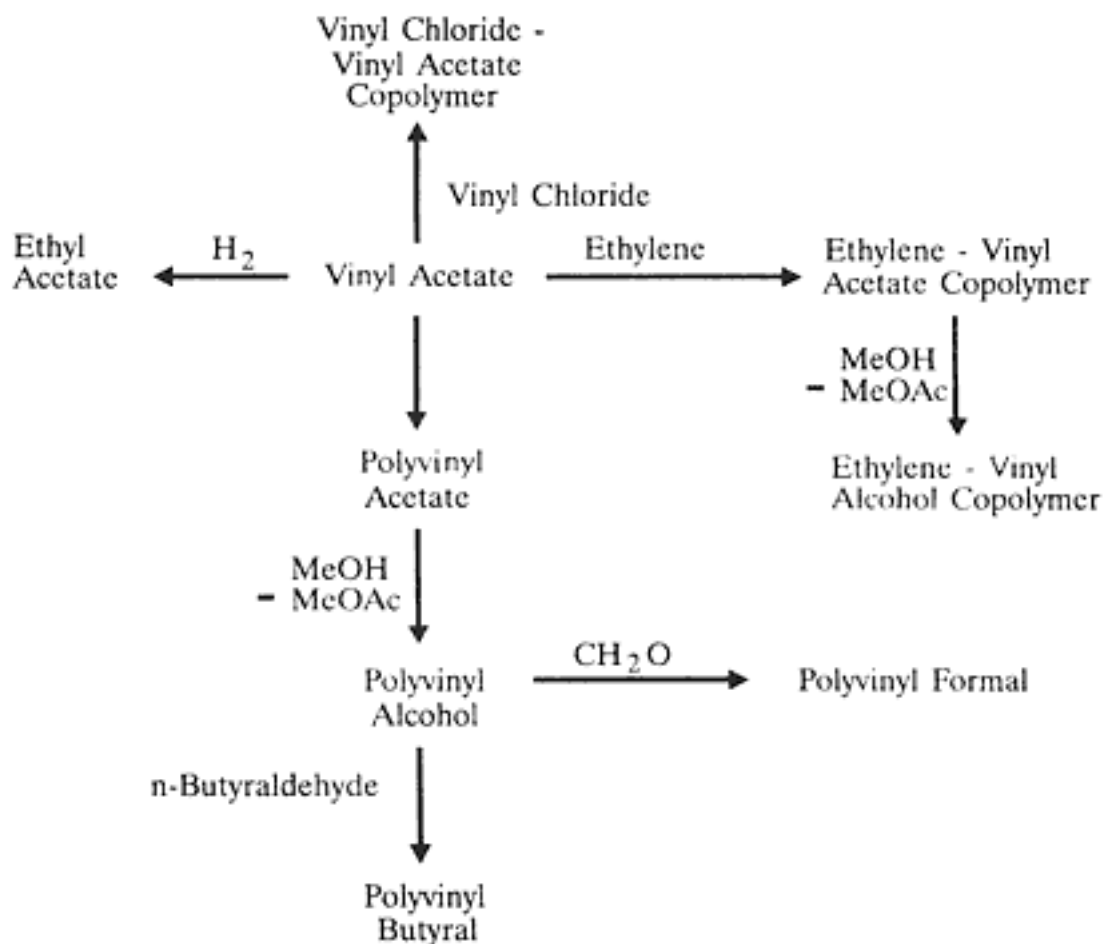 Vinyl Chloride -
Vinyl Acetate
Copolymer
Vinyl Chloride
Ethyl
Acetate
H2
Vinyl Acetate
Ethylene
Ethylene - Vinyl
Acetate Copolymer
MeOH
- MeOAc
Polyvinyl
Acetate
Ethylene - Vinyl
Alcohol Copolymer
MeOH
- MeOAc
Polyvinyl
Alcohol
CH2O
Polyvinyl Formal
n-Butyraldehyde
Polyvinyl
Butyral